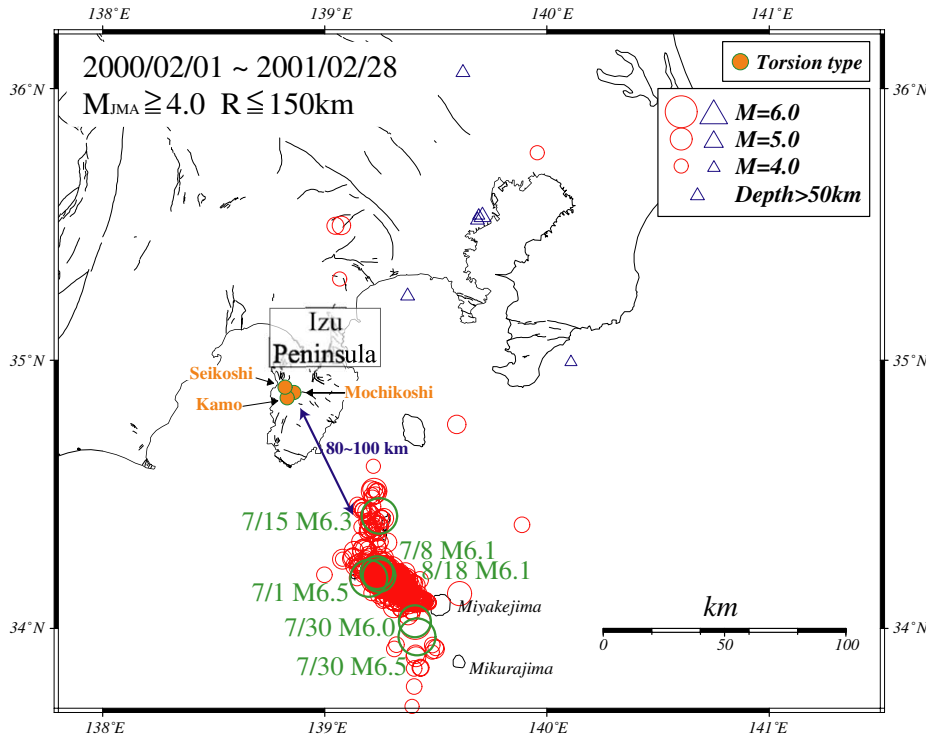 138˚E 139˚E 140˚E 141˚E
2000/02/01 ~ 2001/02/28
MJMA≧4.0 R≦150km
Torsion type
M=6.0
M=5.0
M=4.0
Depth>50km
36˚N
36˚N
Izu
Peninsula
35˚N
35˚N
Seikoshi
Mochikoshi
Kamo
80~100 km
7/15 M6.3
7/8 M6.1
8/18 M6.1
7/1 M6.5
Miyakejima
7/30 M6.0
7/30 M6.5
Mikurajima
34˚N
34˚N
km
0 50 100
138˚E 139˚E 140˚E 141˚E